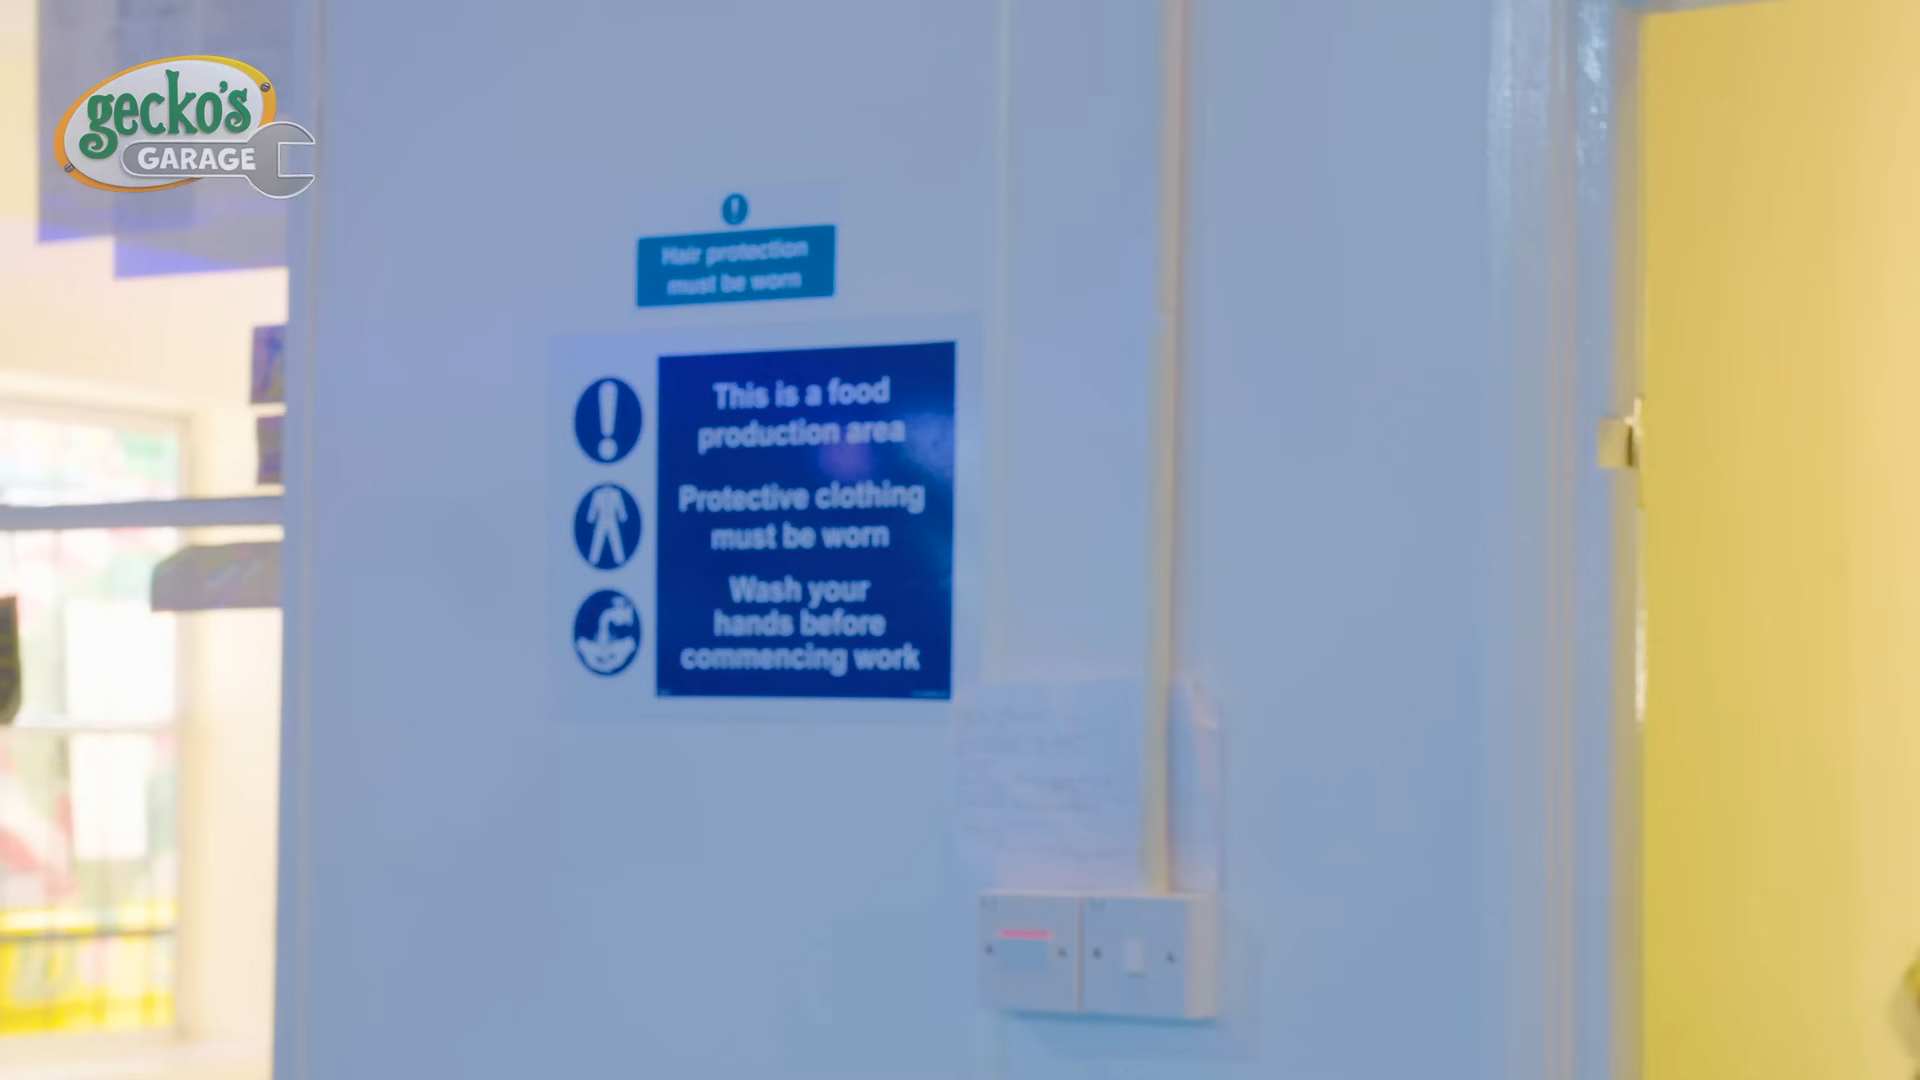 gecko's
GARAGE
Hair protection
must be worn
This is a food
production area
Protective clothing
must be worn
Wash your
hands before
commencing work